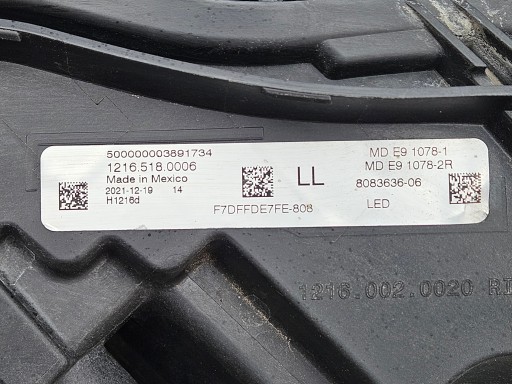 500000003891734
1216.518.0006
Made in Mexico
2021-12-19 14
H1216d
LL
F7DFFDE7FE-808
MD E9 1078-1
MD E9 1078-2R
8083636-06
LED
1216.002.0020 RI